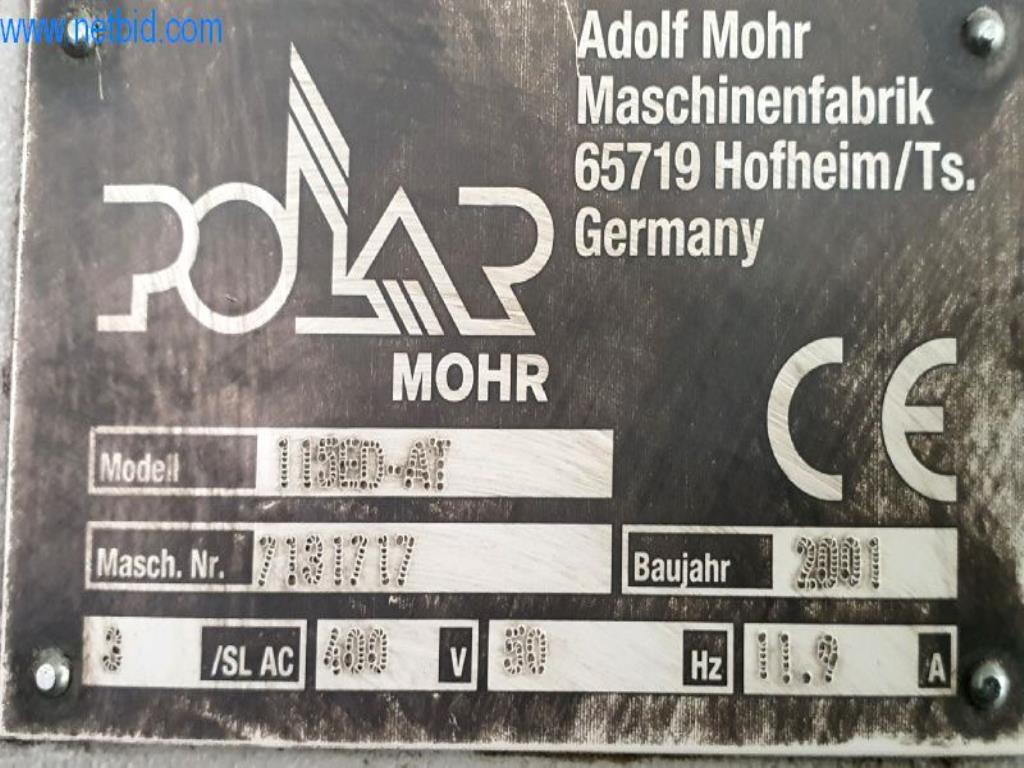 www.netbid.com
Adolf Mohr
Maschinenfabrik
65719 Hofheim/Ts.
Germany
POLAR
MOHR
CE
Modell 115ED-AT
Masch. Nr. 7131717
Baujahr 2001
3 /SL AC 400 V 50 Hz 11.9 A